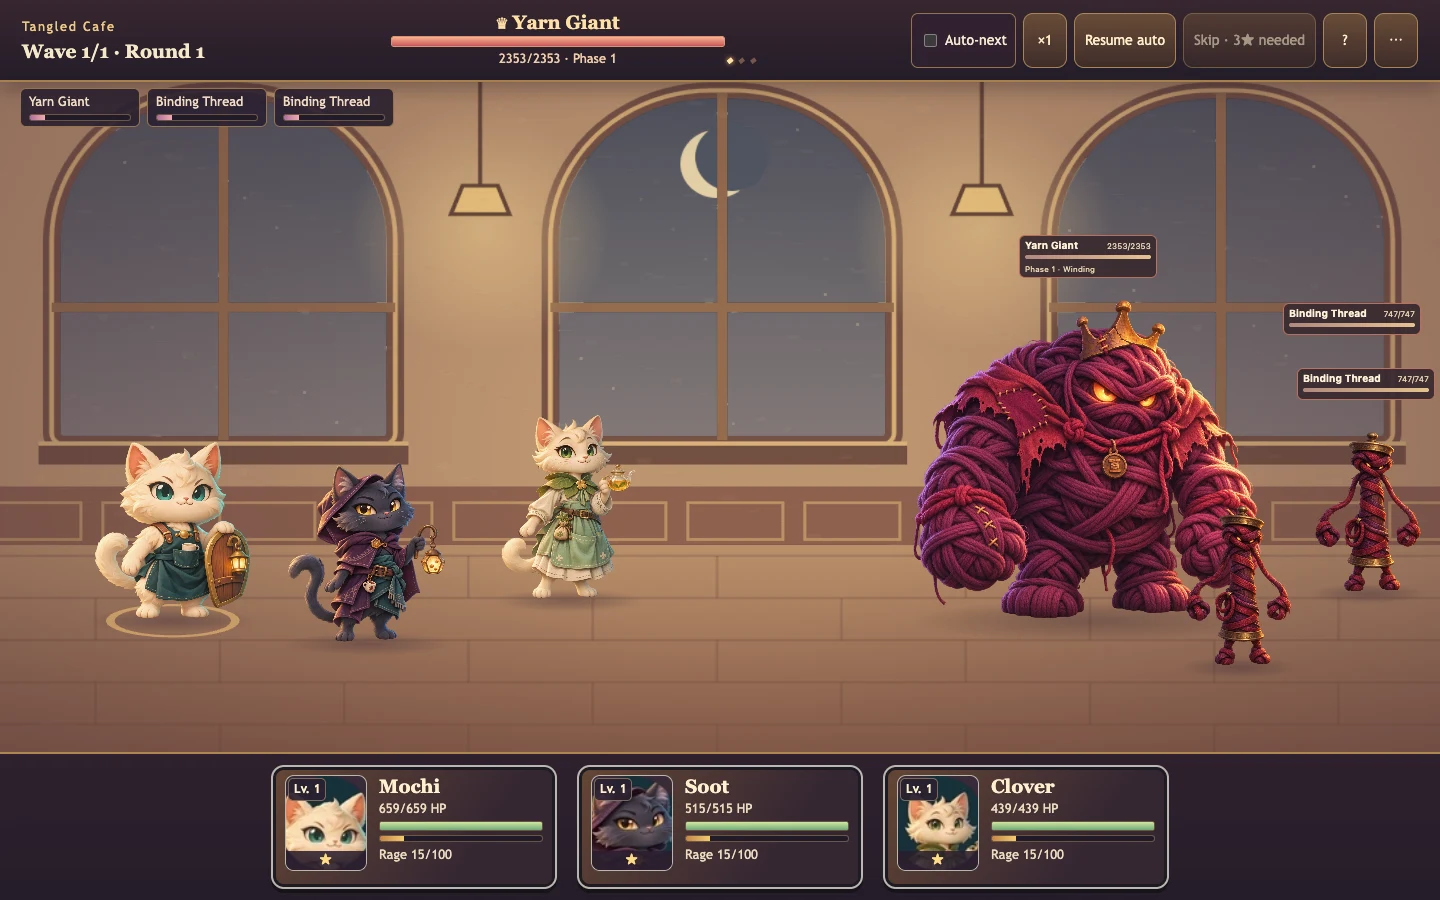 Tangled Cafe
Wave 1/1 · Round 1
♛ Yarn Giant
2353/2353 · Phase 1
Auto-next
×1
Resume auto
Skip · 3★ needed
?
...
Yarn Giant
Binding Thread
Binding Thread
Yarn Giant 2353/2353
Phase 1 · Winding
Binding Thread 747/747
Binding Thread 747/747
Lv. 1
Mochi
659/659 HP
Rage 15/100
Lv. 1
Soot
515/515 HP
Rage 15/100
Lv. 1
Clover
439/439 HP
Rage 15/100